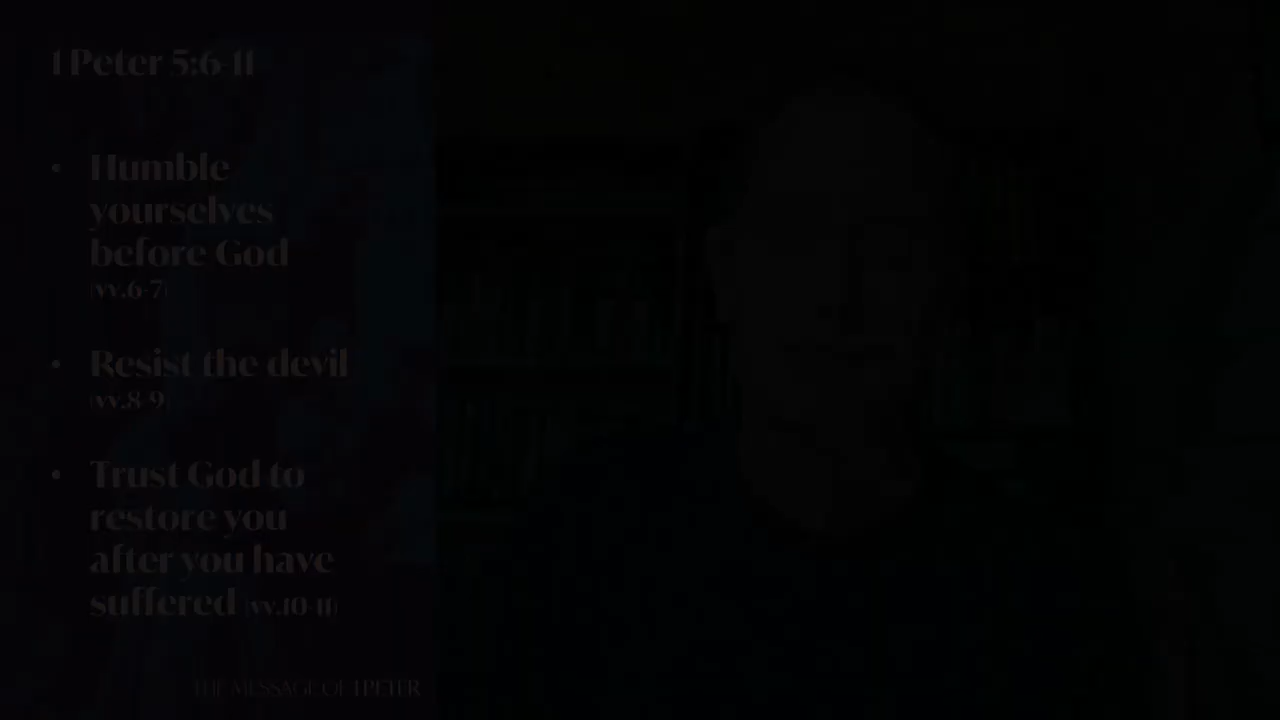 1 Peter 5:6-11
• Humble
yourselves
before God
(vv.6-7)
• Resist the devil
(vv.8-9)
• Trust God to
restore you
after you have
suffered (vv.10-11)
THE MESSAGE OF 1 PETER